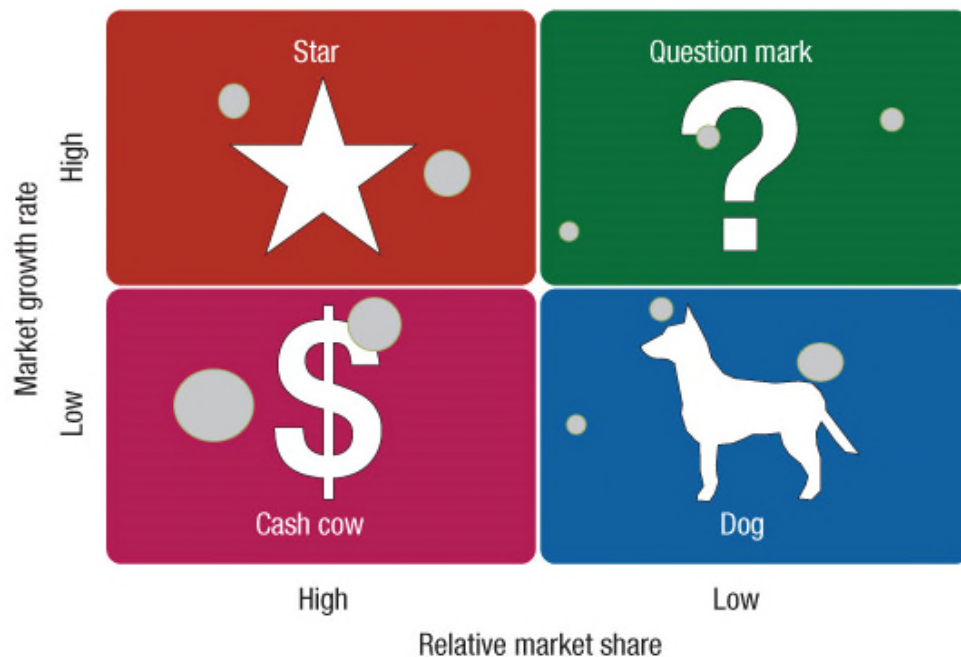 Star
Question mark
High
Market growth rate
Low
$
Cash cow
?
Dog
High
Low
Relative market share